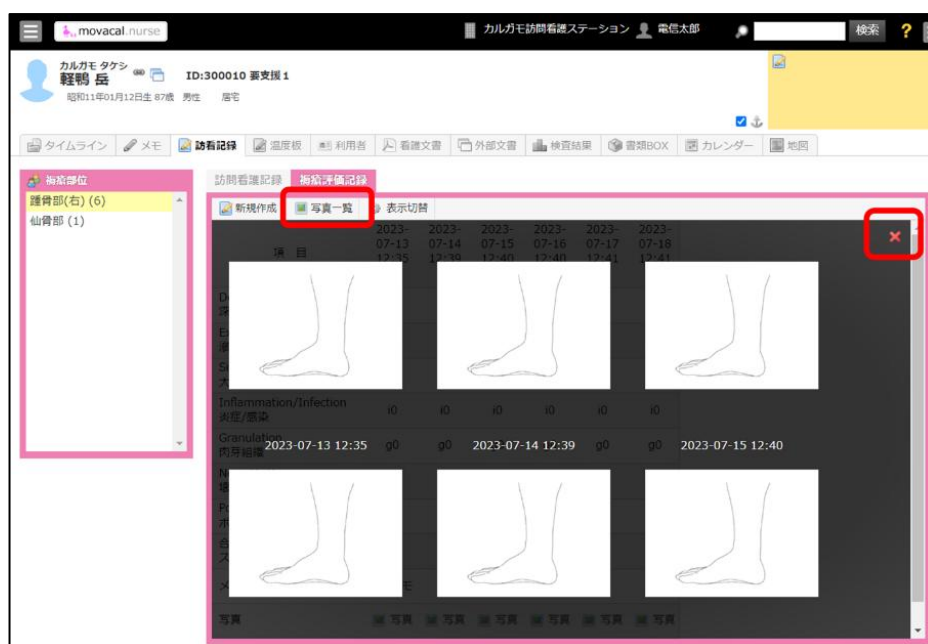 movacal.nurse
カルガモ訪問看護ステーション 電信太郎 検索 ?
カルガモ タケシ
軽鴨 岳
ID:300010 要支援1
昭和11年01月12日生 87歳 男性 居宅
タイムライン メモ 訪看記録 温度板 利用者 看護文書 外部文書 検査結果 書類BOX カレンダー 地図
褥瘡部位
踵骨部(右) (6)
仙骨部 (1)
訪問看護記録 褥瘡評価記録
新規作成 写真一覧 表示切替
項 目
2023-07-13 12:35
2023-07-14 12:39
2023-07-15 12:40
2023-07-16 12:40
2023-07-17 12:41
2023-07-18 12:41
Inflammation/Infection
炎症/感染 i0 i0 i0 i0 i0 i0
Granulation
肉芽組織 g0 g0 g0 g0
2023-07-13 12:35 2023-07-14 12:39 2023-07-15 12:40
写真 写真 写真 写真 写真 写真 写真